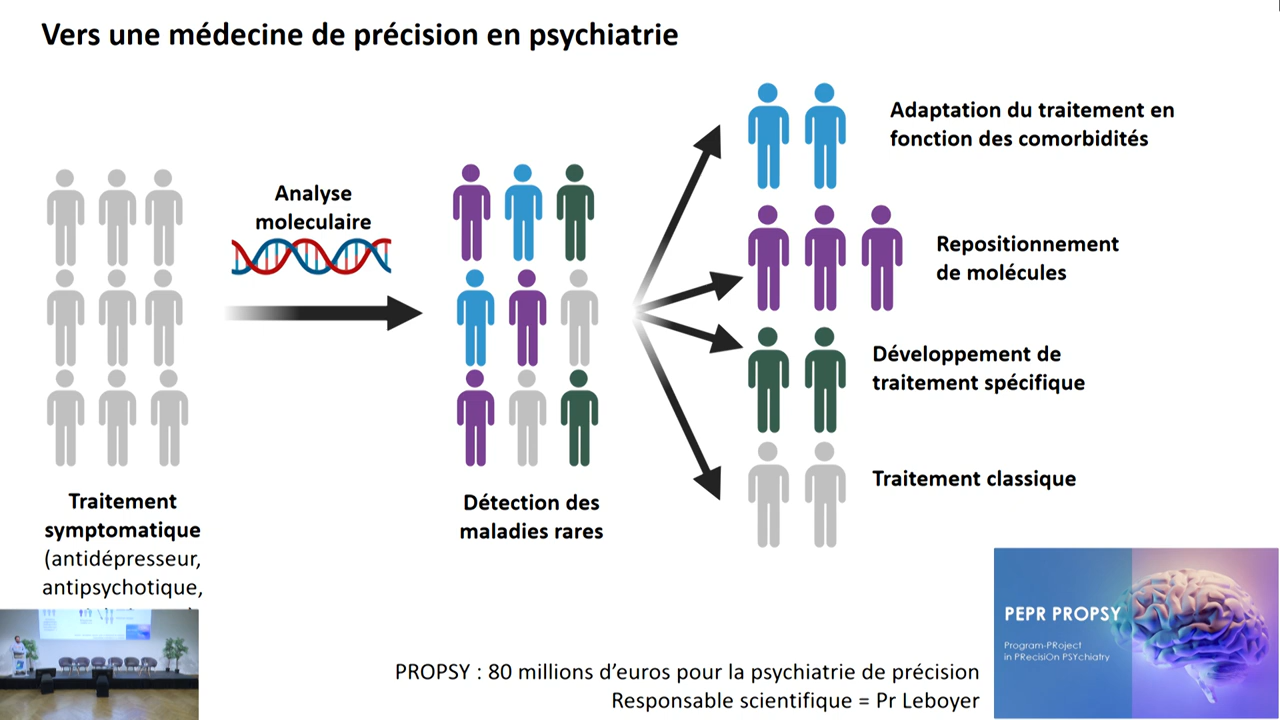 Vers une médecine de précision en psychiatrie
Analyse
moleculaire
Traitement
symptomatique
(antidépresseur,
antipsychotique,
Détection des
maladies rares
Adaptation du traitement en
fonction des comorbidités
Repositionnement
de molécules
Développement de
traitement spécifique
Traitement classique
PEPR PROPSY
Program-PRoject
in PRecisiOn PSYchiatry
PROPSY : 80 millions d’euros pour la psychiatrie de précision
Responsable scientifique = Pr Leboyer